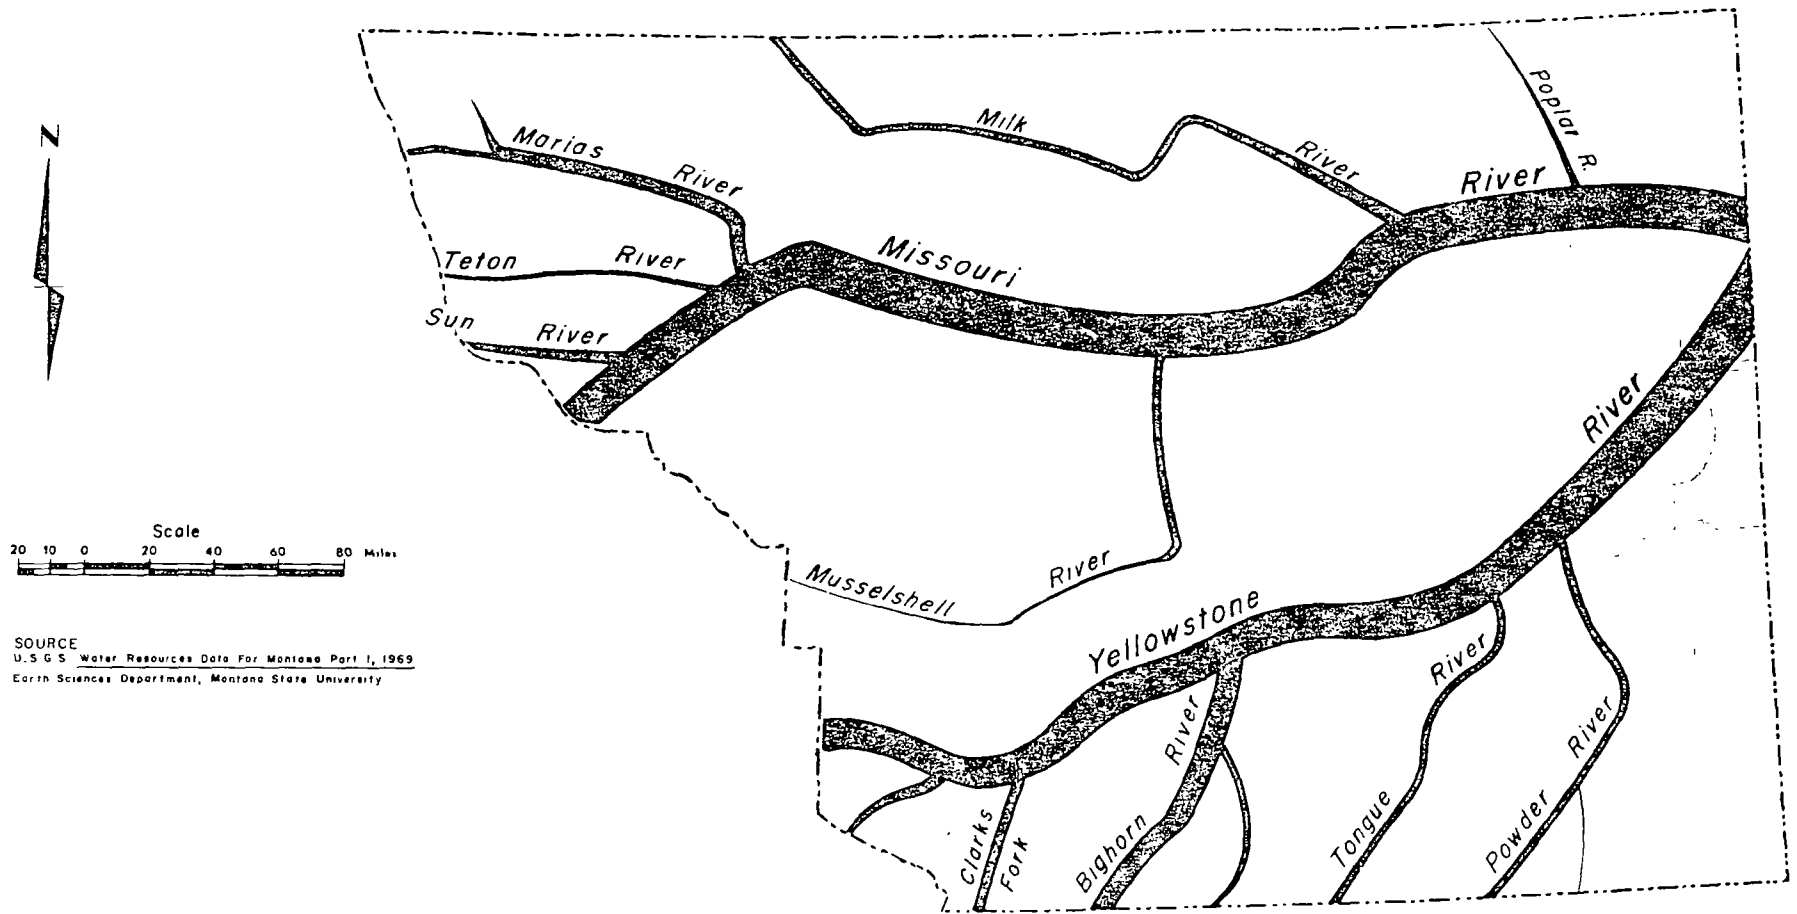 N
Poplar R.
Milk River
Marias River
River
Missouri
Teton River
Sun River
River
Scale
20 10 0 20 40 60 80 Miles
Musselshell River
Yellowstone
SOURCE
U.S.G.S. Water Resources Data For Montana Part 1, 1969
Earth Sciences Department, Montana State University
River
River
River
Clarks
Fork
Bighorn
Tongue
Powder